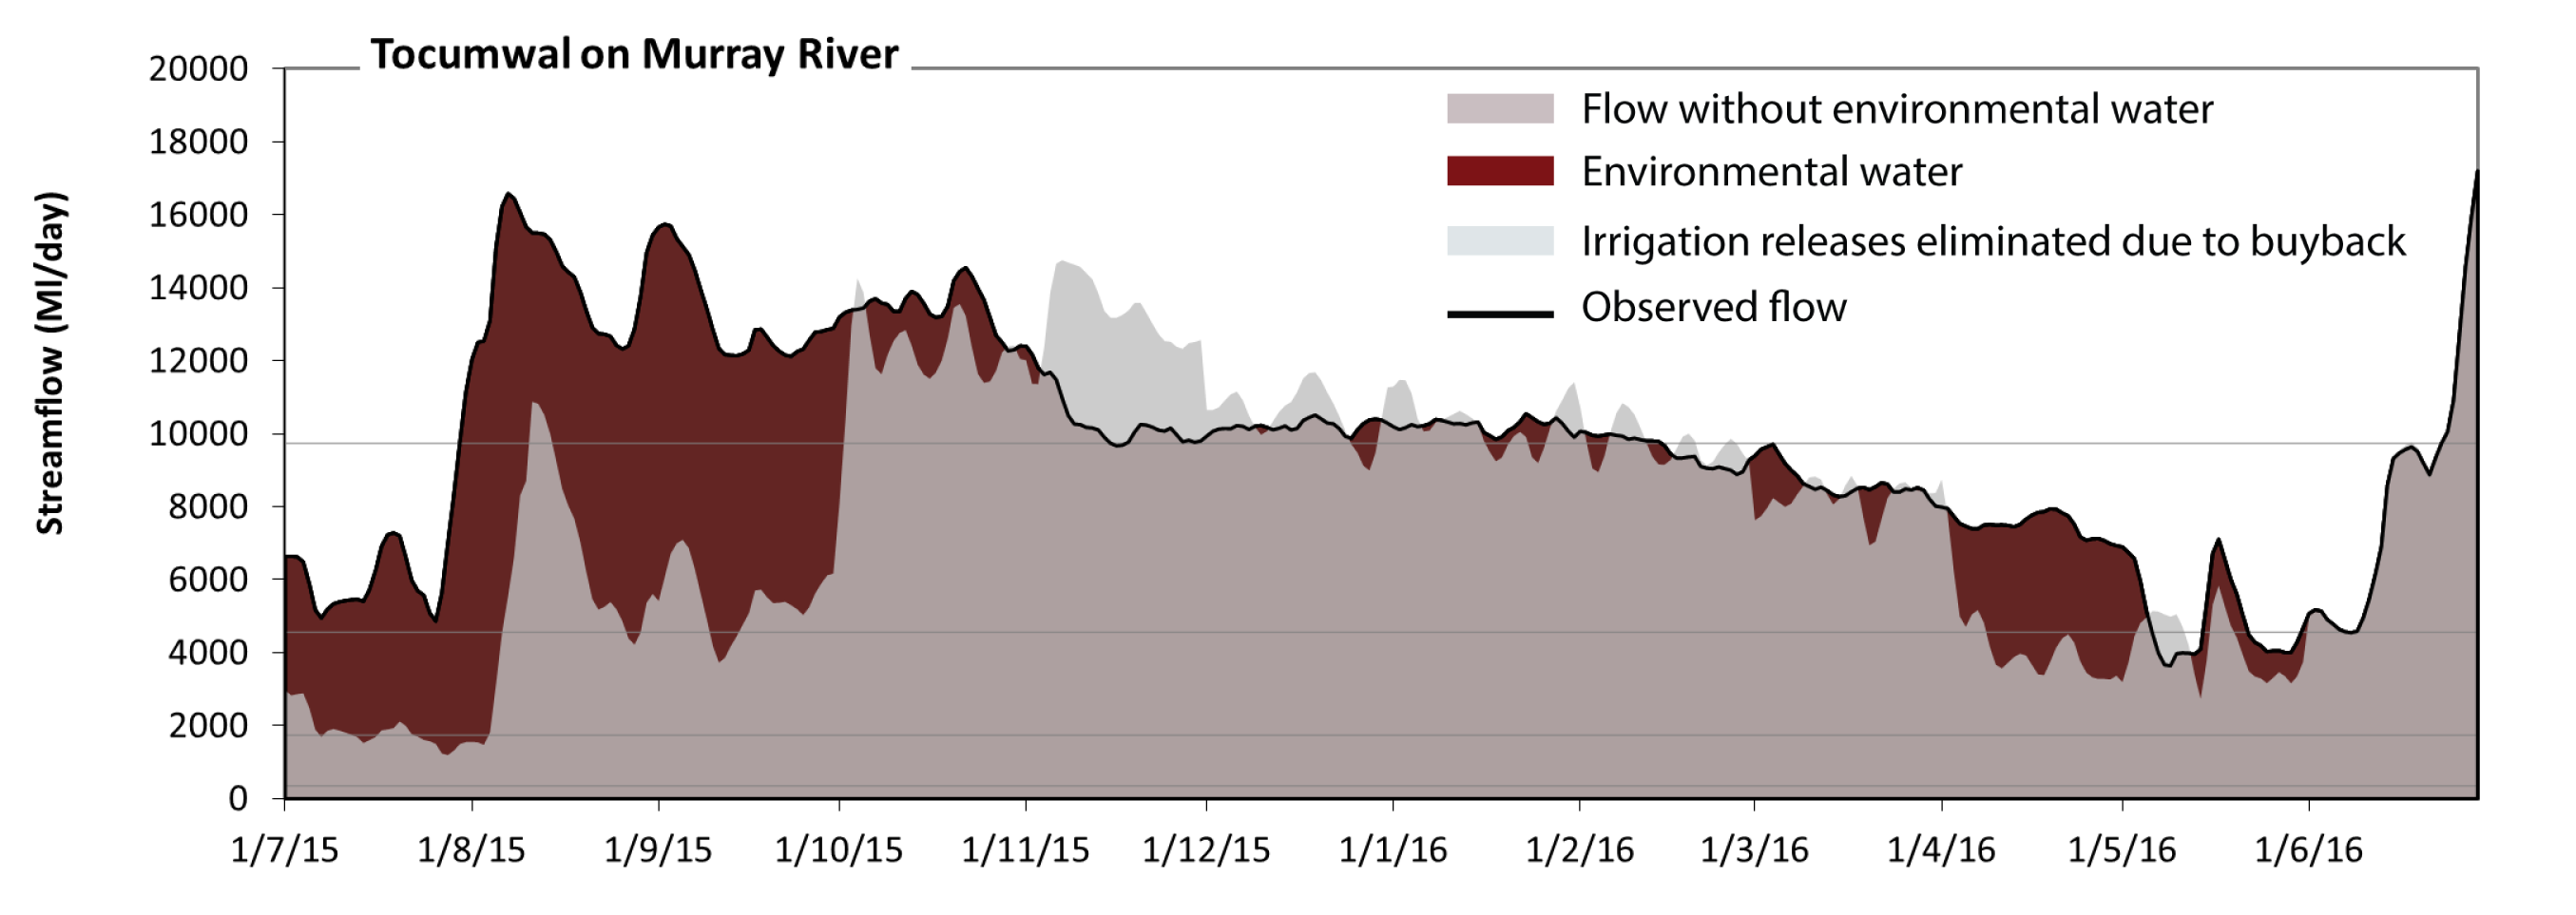 Tocumwal on Murray River
Streamflow (Ml/day)
20000
18000
16000
14000
12000
10000
8000
6000
4000
2000
0
Flow without environmental water
Environmental water
Irrigation releases eliminated due to buyback
Observed flow
1/7/15 1/8/15 1/9/15 1/10/15 1/11/15 1/12/15 1/1/16 1/2/16 1/3/16 1/4/16 1/5/16 1/6/16